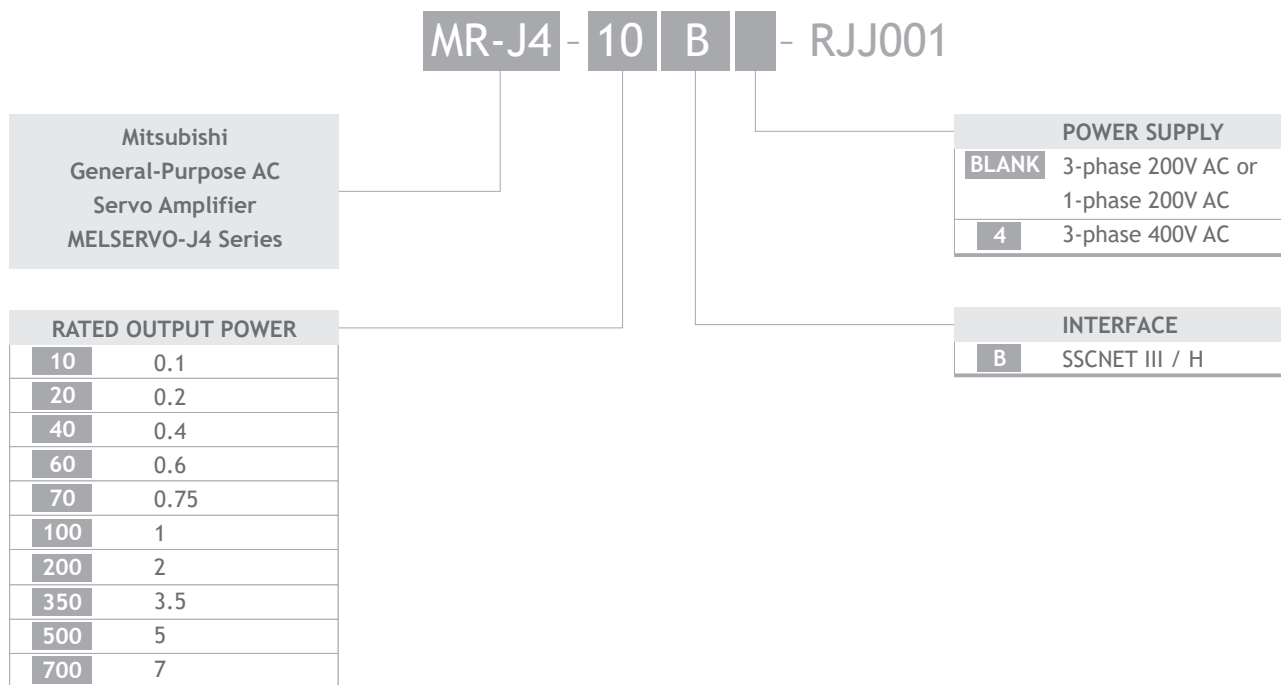 MR-J4 - 10 B - RJJ001
Mitsubishi
General-Purpose AC
Servo Amplifier
MELSERVO-J4 Series
RATED OUTPUT POWER
10 0.1
20 0.2
40 0.4
60 0.6
70 0.75
100 1
200 2
350 3.5
500 5
700 7
POWER SUPPLY
BLANK 3-phase 200V AC or
1-phase 200V AC
4 3-phase 400V AC
INTERFACE
B SSCNET III / H